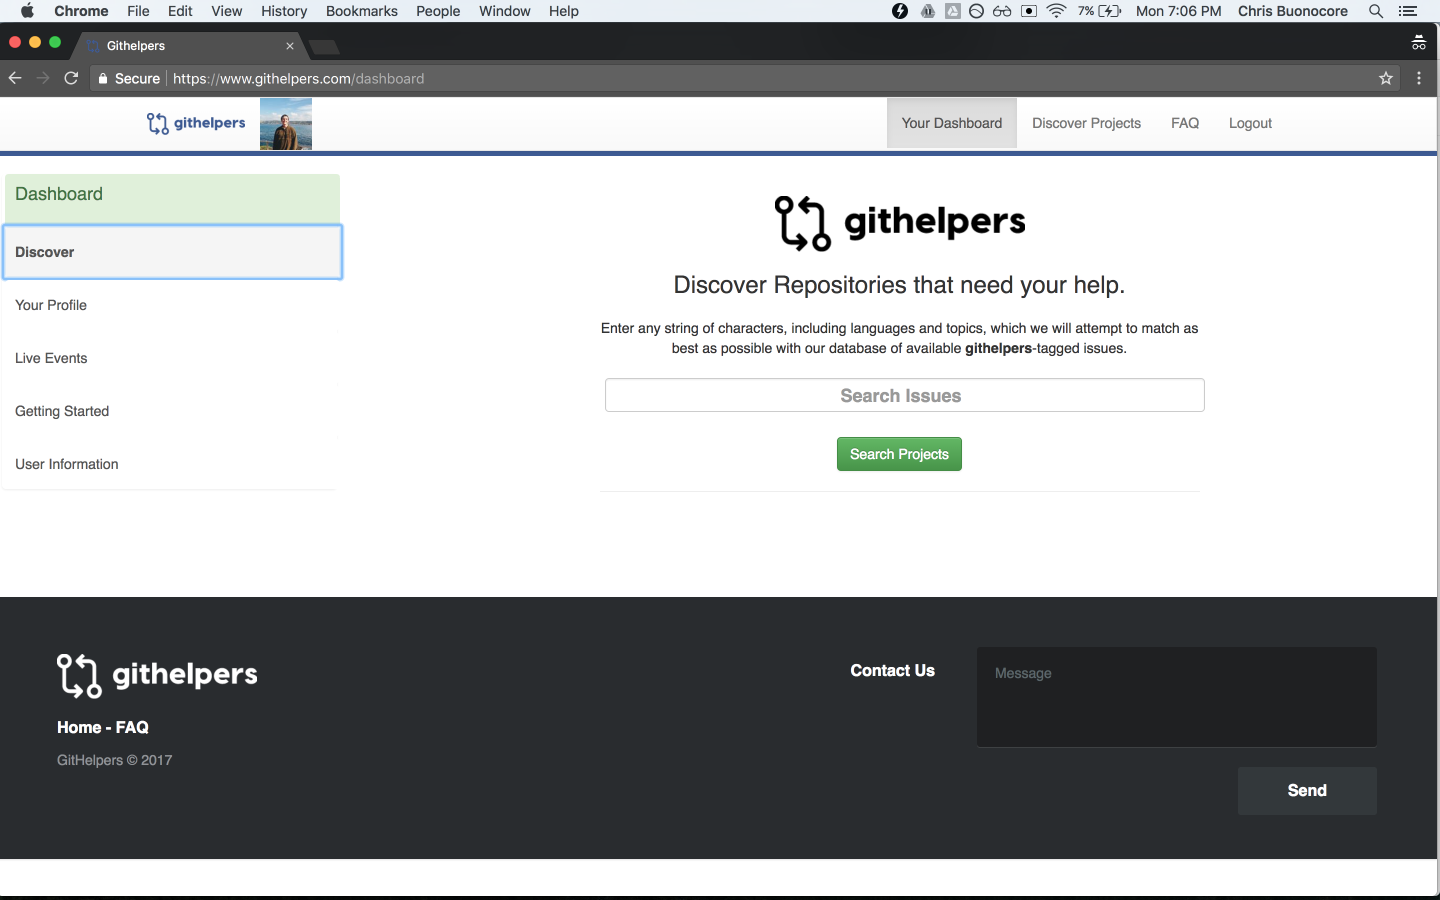 Chrome File Edit View History Bookmarks People Window Help 7% Mon 7:06 PM Chris Buonocore
Githelpers
Secure https://www.githelpers.com/dashboard
githelpers Your Dashboard Discover Projects FAQ Logout
Dashboard
Discover
Your Profile
Live Events
Getting Started
User Information
githelpers
Discover Repositories that need your help.
Enter any string of characters, including languages and topics, which we will attempt to match as
best as possible with our database of available githelpers-tagged issues.
Search Issues
Search Projects
githelpers
Home - FAQ
GitHelpers © 2017
Contact Us
Message
Send